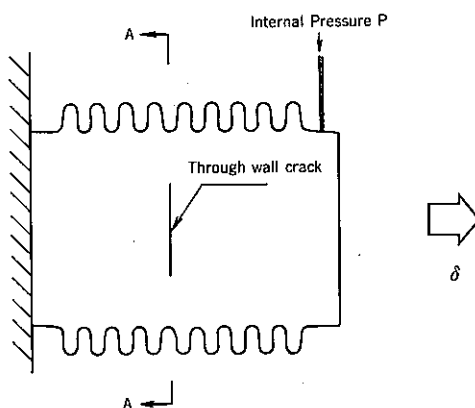 Internal Pressure P
A
Through wall crack
δ
A